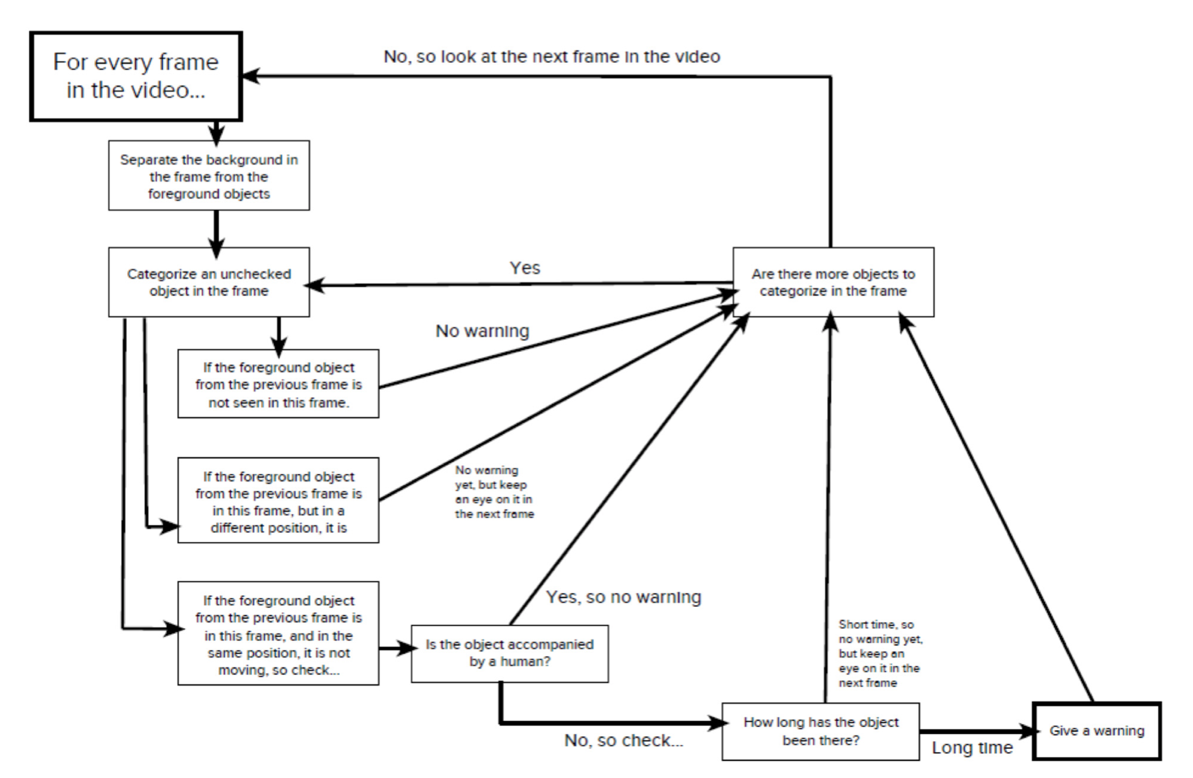 For every frame
in the video...
No, so look at the next frame in the video
Separate the background in
the frame from the
foreground objects
Categorize an unchecked
object in the frame
Yes
Are there more objects to
categorize in the frame
No warning
If the foreground object
from the previous frame is
not seen in this frame.
If the foreground object
from the previous frame is
in this frame, but in a
different position, it is
No warning
yet, but keep
an eye on it in
the next frame
If the foreground object
from the previous frame is
in this frame, and in the
same position, it is not
moving, so check...
Yes, so no warning
Is the object accompanied
by a human?
Short time, so
no warning yet,
but keep an
eye on it in the
next frame
No, so check...
How long has the object
been there?
Long time
Give a warning